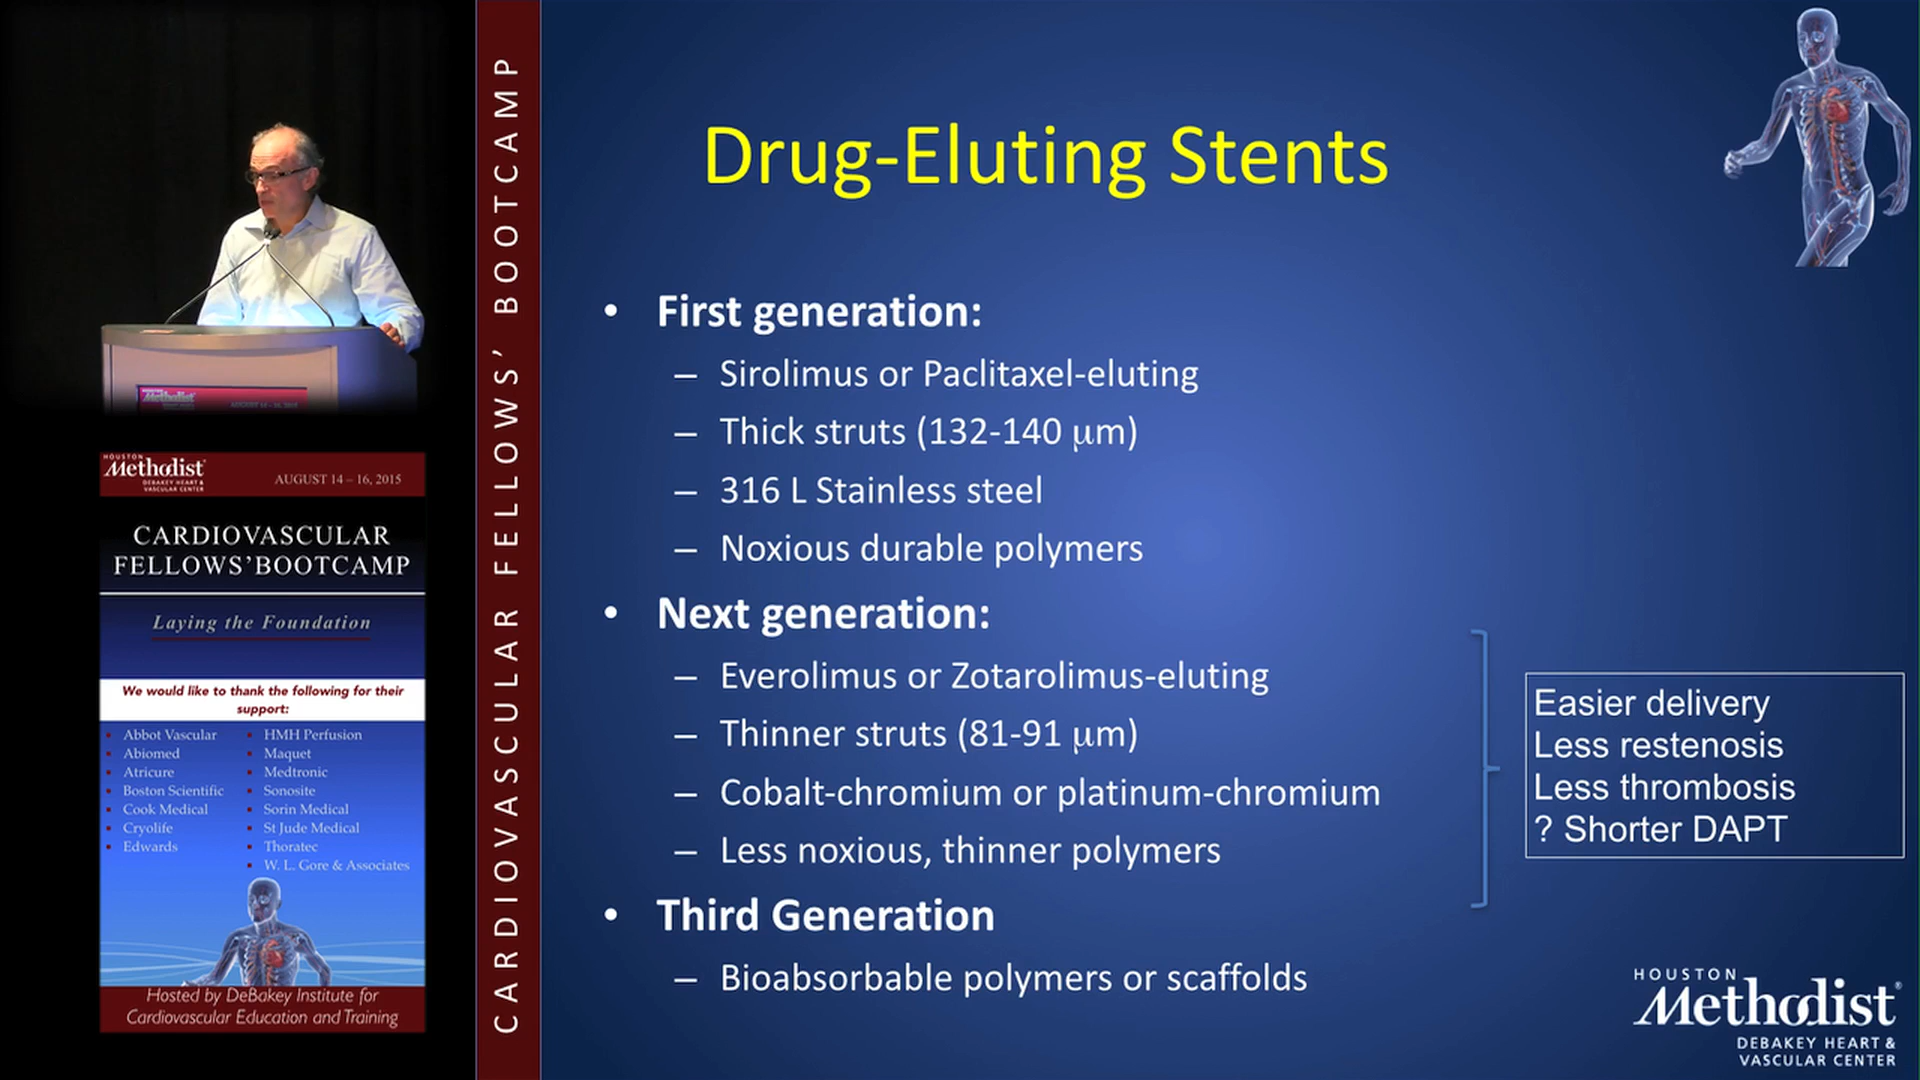 HOUSTON
Methodist
DEBAKEY HEART &
VASCULAR CENTER
AUGUST 14 – 16, 2015
CARDIOVASCULAR
FELLOWS'BOOTCAMP
Laying the Foundation
We would like to thank the following for their
support:
Abbot Vascular
Abiomed
Atricure
Boston Scientific
Cook Medical
Cryolife
Edwards
HMH Perfusion
Maquet
Medtronic
Sonosite
Sorin Medical
St Jude Medical
Thoratec
W. L. Gore & Associates
Hosted by DeBakey Institute for
Cardiovascular Education and Training
CARDIOVASCULAR FELLOWS' BOOTCAMP
Drug-Eluting Stents
• First generation:
– Sirolimus or Paclitaxel-eluting
– Thick struts (132-140 µm)
– 316 L Stainless steel
– Noxious durable polymers
• Next generation:
– Everolimus or Zotarolimus-eluting
– Thinner struts (81-91 µm)
– Cobalt-chromium or platinum-chromium
– Less noxious, thinner polymers
• Third Generation
– Bioabsorbable polymers or scaffolds
Easier delivery
Less restenosis
Less thrombosis
? Shorter DAPT
HOUSTON
Methodist®
DEBAKEY HEART &
VASCULAR CENTER